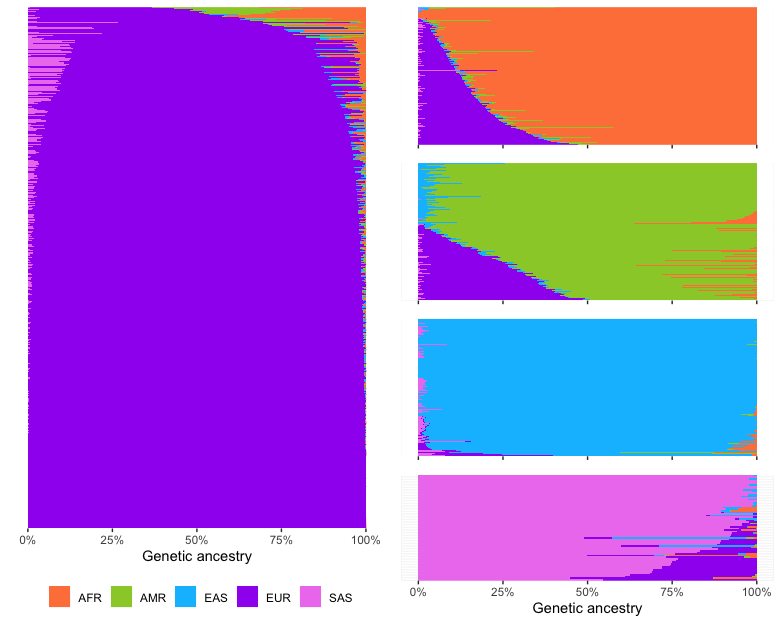 0% 25% 50% 75% 100%
Genetic ancestry
AFR AMR EAS EUR SAS
0% 25% 50% 75% 100%
Genetic ancestry